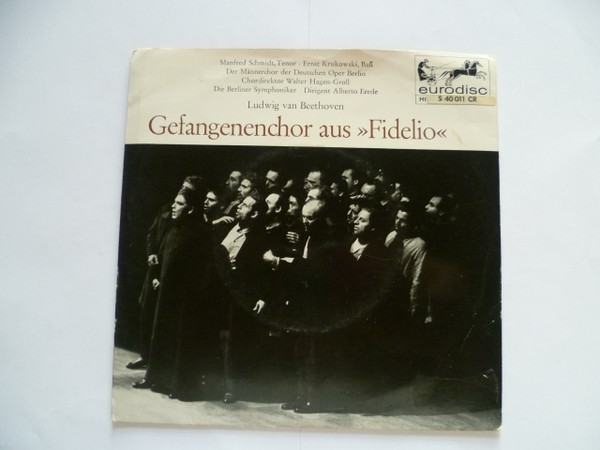 Manfred Schmidt, Tenor · Ernst Krukowski, Baß
Der Männerchor der Deutschen Oper Berlin
Chordirektor Walter Hagen-Groll
Die Berliner Symphoniker Dirigent Alberto Erede
Ludwig van Beethoven
Gefangenenchor aus »Fidelio«
eurodisc
HI S 40 011 CR